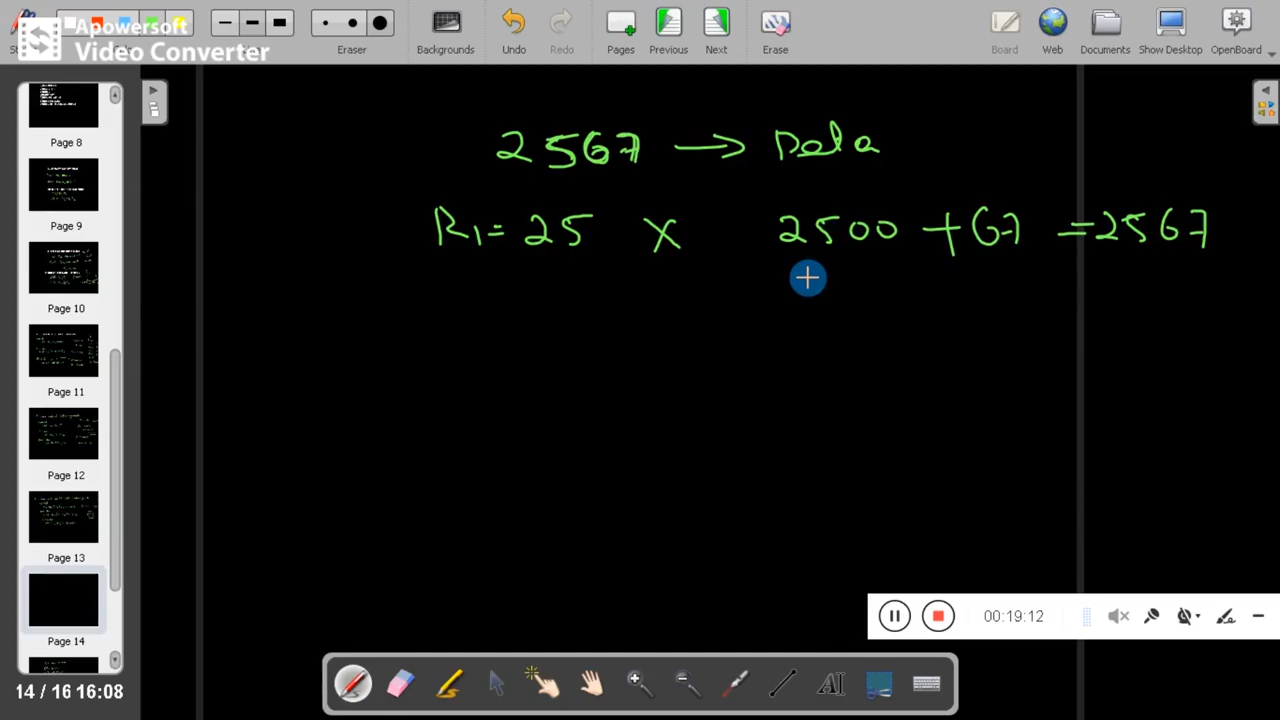 Apowersoft
Video Converter
Eraser
Backgrounds
Undo
Redo
Pages
Previous
Next
Erase
Board
Web
Documents
Show Desktop
OpenBoard
2567 → Data
R1 = 25 x 2500 + 67 = 2567
Page 8
Page 9
Page 10
Page 11
Page 12
Page 13
Page 14
14 / 16 16:08
00:19:12
AI